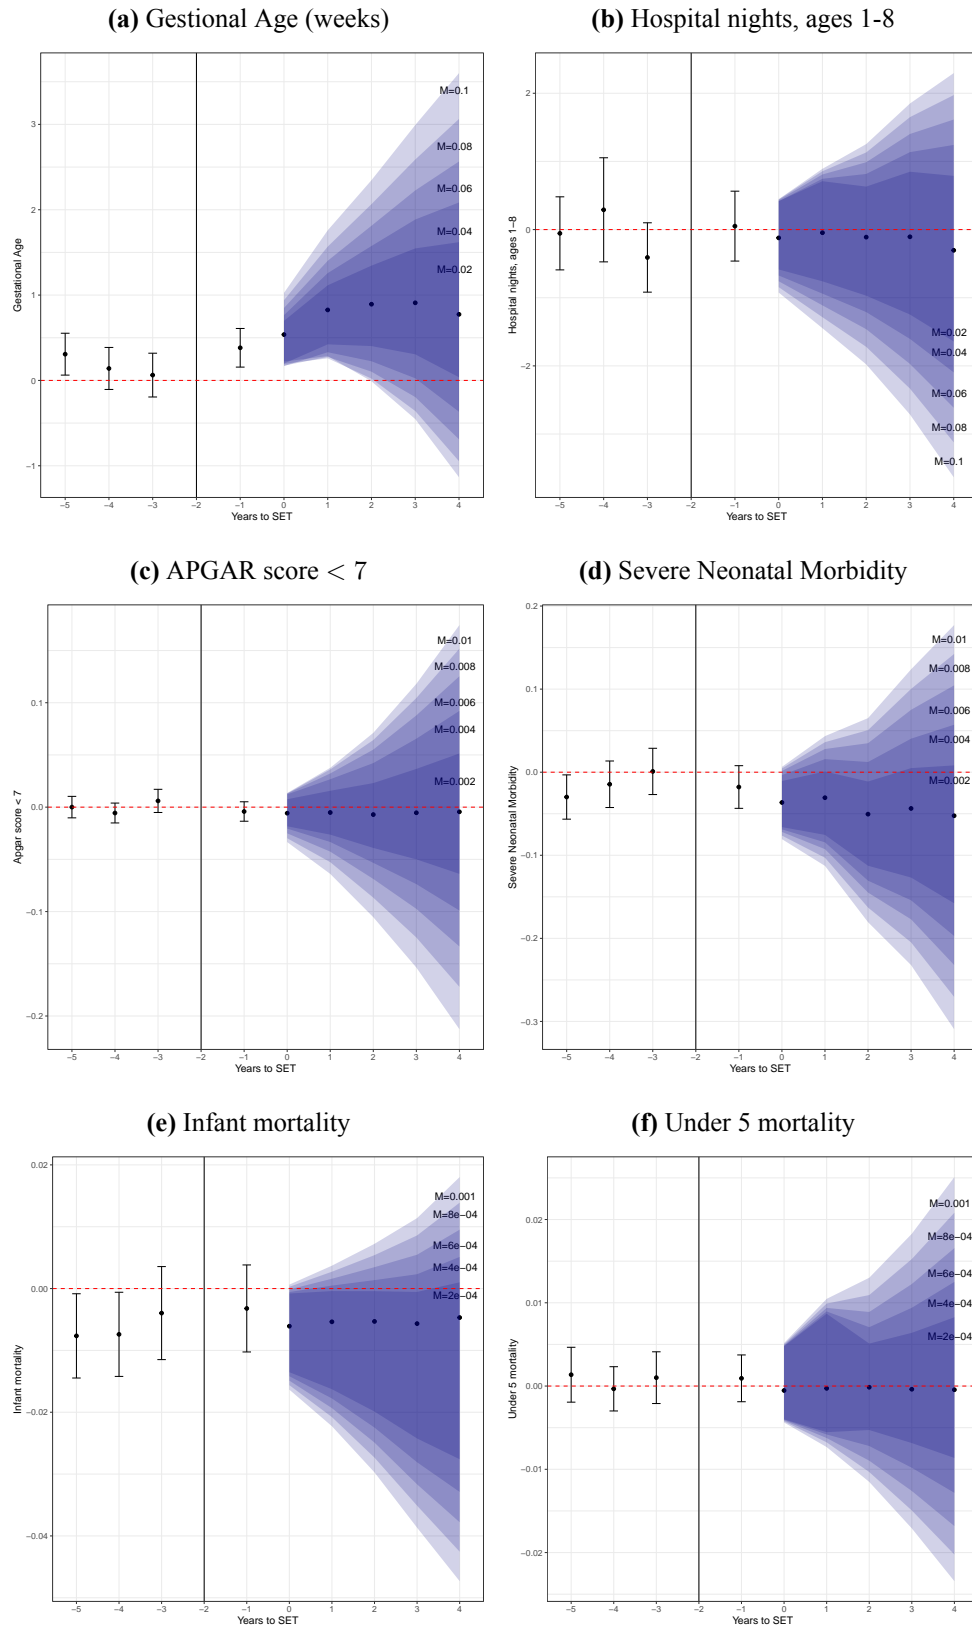 (a) Gestional Age (weeks)
M=0.1
M=0.08
M=0.06
M=0.04
M=0.02
3
2
1
0
−1
Gestational Age
−5 −4 −3 −2 −1 0 1 2 3 4
Years to SET
(b) Hospital nights, ages 1-8
2
0
−2
Hospital nights, ages 1−8
M=0.02
M=0.04
M=0.06
M=0.08
M=0.1
−5 −4 −3 −2 −1 0 1 2 3 4
Years to SET
(c) APGAR score < 7
M=0.01
M=0.008
M=0.006
M=0.004
M=0.002
0.1
0.0
−0.1
−0.2
Apgar score < 7
−5 −4 −3 −2 −1 0 1 2 3 4
Years to SET
(d) Severe Neonatal Morbidity
0.2
0.1
0.0
−0.1
−0.2
−0.3
M=0.01
M=0.008
M=0.006
M=0.004
M=0.002
Severe Neonatal Morbidity
−5 −4 −3 −2 −1 0 1 2 3 4
Years to SET
(e) Infant mortality
0.02
0.00
−0.02
−0.04
M=0.001
M=8e−04
M=6e−04
M=4e−04
M=2e−04
Infant mortality
−5 −4 −3 −2 −1 0 1 2 3 4
Years to SET
(f) Under 5 mortality
M=0.001
M=8e−04
M=6e−04
M=4e−04
M=2e−04
0.02
0.01
0.00
−0.01
−0.02
Under 5 mortality
−5 −4 −3 −2 −1 0 1 2 3 4
Years to SET